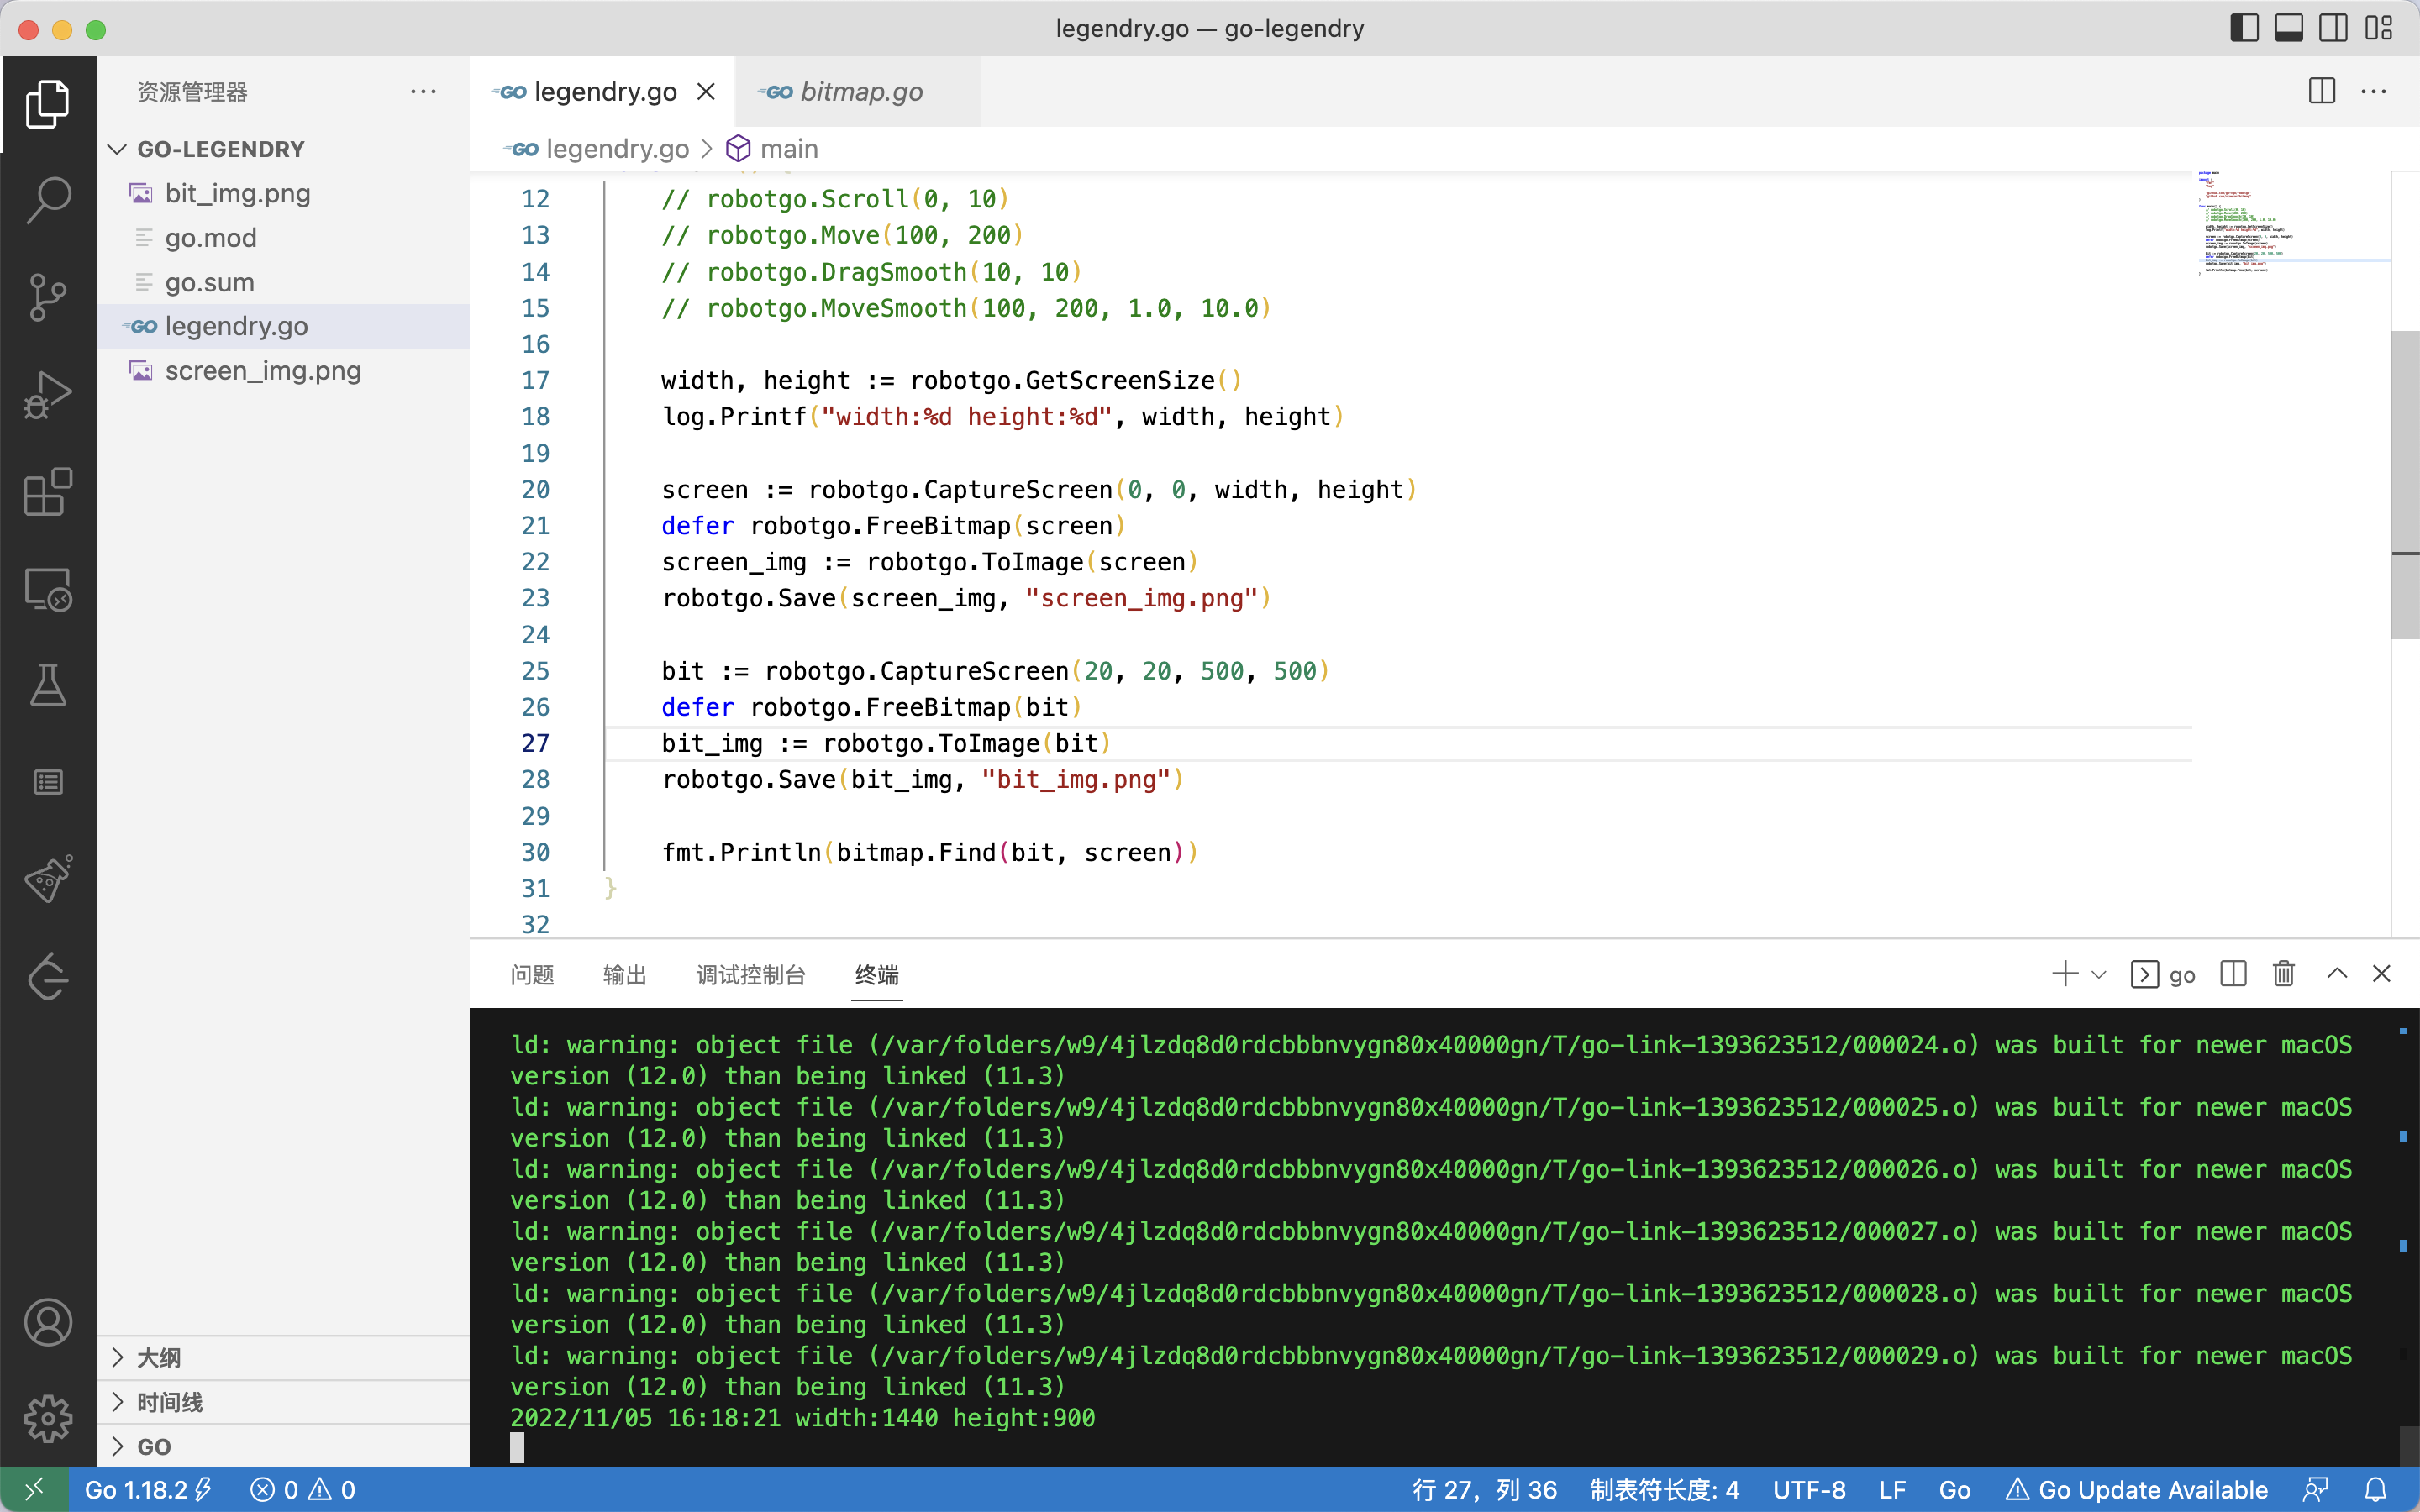 legendry.go — go-legendry
资源管理器
GO-LEGENDRY
bit_img.png
go.mod
go.sum
legendry.go
screen_img.png
大纲
时间线
GO
legendry.go
bitmap.go
legendry.go > main
12 // robotgo.Scroll(0, 10)
13 // robotgo.Move(100, 200)
14 // robotgo.DragSmooth(10, 10)
15 // robotgo.MoveSmooth(100, 200, 1.0, 10.0)
16
17 width, height := robotgo.GetScreenSize()
18 log.Printf("width:%d height:%d", width, height)
19
20 screen := robotgo.CaptureScreen(0, 0, width, height)
21 defer robotgo.FreeBitmap(screen)
22 screen_img := robotgo.ToImage(screen)
23 robotgo.Save(screen_img, "screen_img.png")
24
25 bit := robotgo.CaptureScreen(20, 20, 500, 500)
26 defer robotgo.FreeBitmap(bit)
27 bit_img := robotgo.ToImage(bit)
28 robotgo.Save(bit_img, "bit_img.png")
29
30 fmt.Println(bitmap.Find(bit, screen))
31 }
32
问题 输出 调试控制台 终端
go
ld: warning: object file (/var/folders/w9/4jlzdq8d0rdcbbbnvygn80x40000gn/T/go-link-1393623512/000024.o) was built for newer macOS
version (12.0) than being linked (11.3)
ld: warning: object file (/var/folders/w9/4jlzdq8d0rdcbbbnvygn80x40000gn/T/go-link-1393623512/000025.o) was built for newer macOS
version (12.0) than being linked (11.3)
ld: warning: object file (/var/folders/w9/4jlzdq8d0rdcbbbnvygn80x40000gn/T/go-link-1393623512/000026.o) was built for newer macOS
version (12.0) than being linked (11.3)
ld: warning: object file (/var/folders/w9/4jlzdq8d0rdcbbbnvygn80x40000gn/T/go-link-1393623512/000027.o) was built for newer macOS
version (12.0) than being linked (11.3)
ld: warning: object file (/var/folders/w9/4jlzdq8d0rdcbbbnvygn80x40000gn/T/go-link-1393623512/000028.o) was built for newer macOS
version (12.0) than being linked (11.3)
ld: warning: object file (/var/folders/w9/4jlzdq8d0rdcbbbnvygn80x40000gn/T/go-link-1393623512/000029.o) was built for newer macOS
version (12.0) than being linked (11.3)
2022/11/05 16:18:21 width:1440 height:900
Go 1.18.2 0 0 行 27，列 36 制表符长度: 4 UTF-8 LF Go Go Update Available